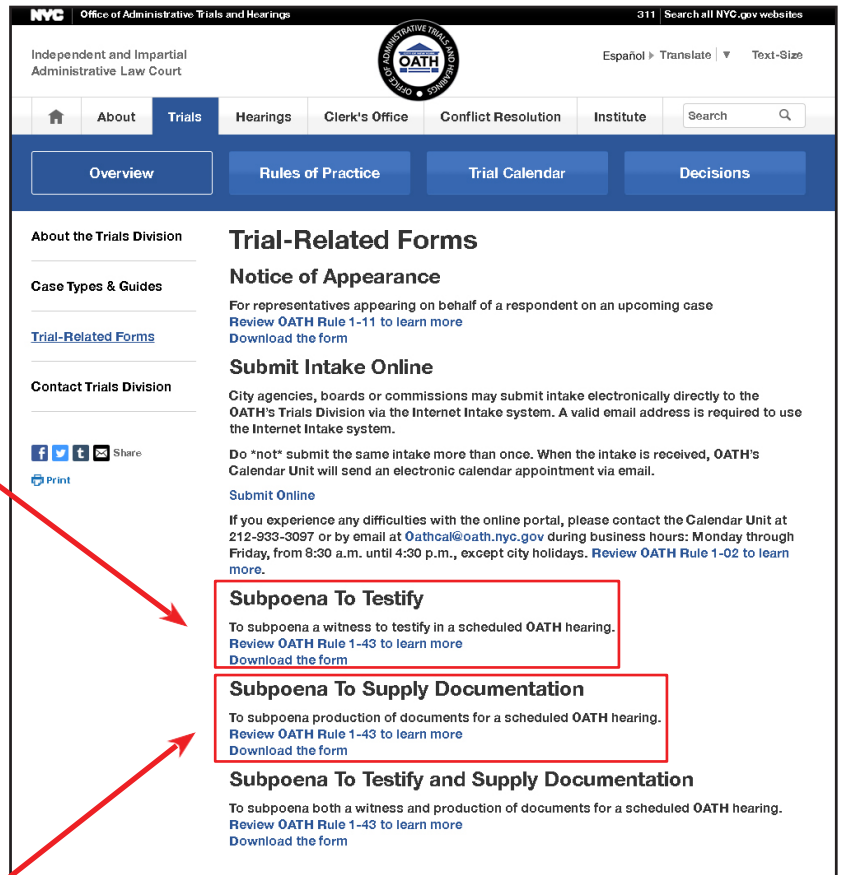 NYC Office of Administrative Trials and Hearings 311 Search all NYC.gov websites
Independent and Impartial
Administrative Law Court
OFFICE OF ADMINISTRATIVE TRIALS AND HEARINGS
OATH
Español Translate ▼ Text-Size
About Trials Hearings Clerk's Office Conflict Resolution Institute Search
Overview Rules of Practice Trial Calendar Decisions
About the Trials Division
Case Types & Guides
Trial-Related Forms
Contact Trials Division
Share
Print
Trial-Related Forms
Notice of Appearance
For representatives appearing on behalf of a respondent on an upcoming case
Review OATH Rule 1-11 to learn more
Download the form
Submit Intake Online
City agencies, boards or commissions may submit intake electronically directly to the
OATH's Trials Division via the Internet Intake system. A valid email address is required to use
the Internet Intake system.
Do *not* submit the same intake more than once. When the intake is received, OATH's
Calendar Unit will send an electronic calendar appointment via email.
Submit Online
If you experience any difficulties with the online portal, please contact the Calendar Unit at
212-933-3097 or by email at Oathcal@oath.nyc.gov during business hours: Monday through
Friday, from 8:30 a.m. until 4:30 p.m., except city holidays. Review OATH Rule 1-02 to learn
more.
Subpoena To Testify
To subpoena a witness to testify in a scheduled OATH hearing.
Review OATH Rule 1-43 to learn more
Download the form
Subpoena To Supply Documentation
To subpoena production of documents for a scheduled OATH hearing.
Review OATH Rule 1-43 to learn more
Download the form
Subpoena To Testify and Supply Documentation
To subpoena both a witness and production of documents for a scheduled OATH hearing.
Review OATH Rule 1-43 to learn more
Download the form